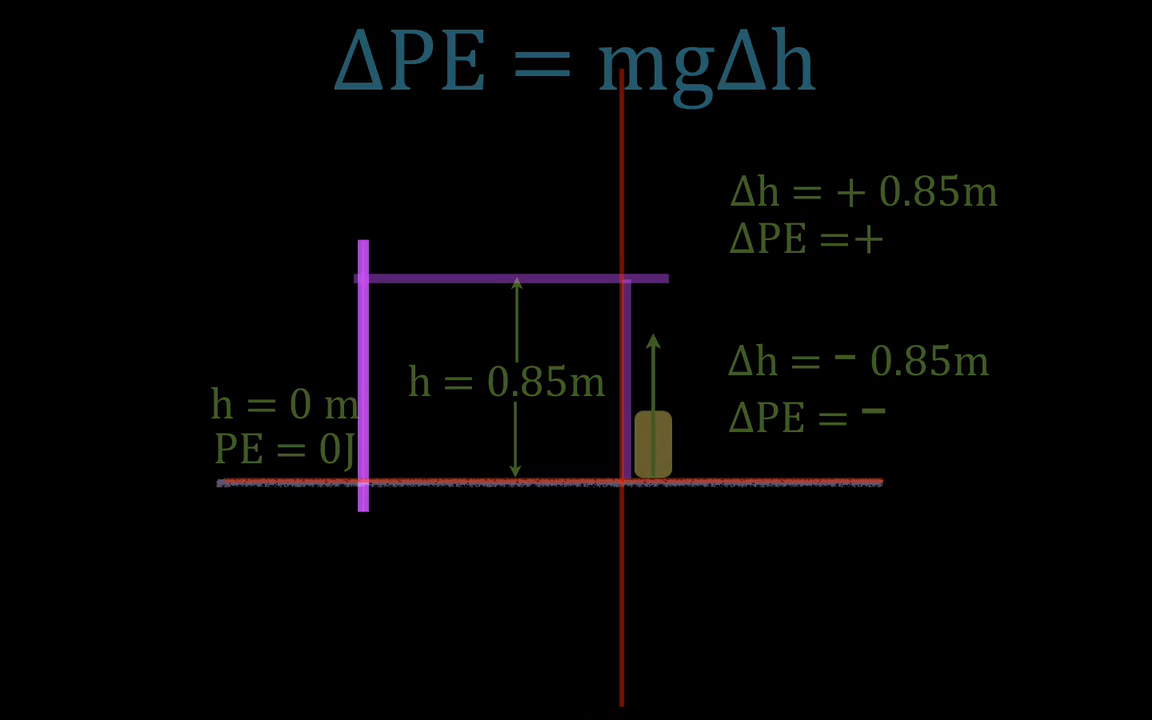 ΔPE = mgΔh
Δh = + 0.85m
ΔPE =+
h = 0.85m
Δh = - 0.85m
h = 0 m
PE = 0J
ΔPE = -